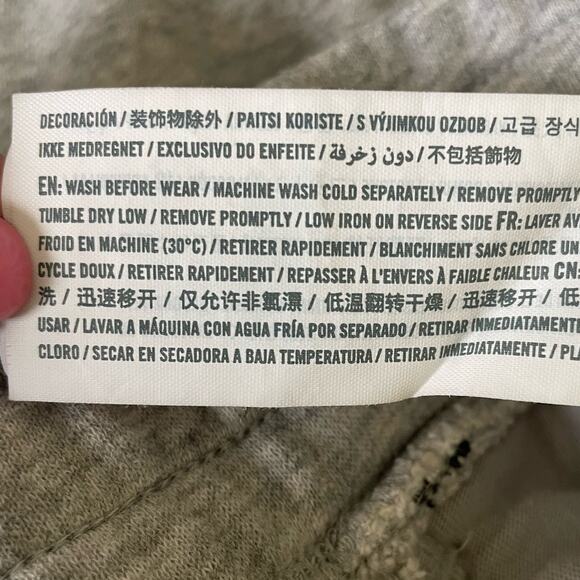 DECORACIÓN / 装饰物除外 / PAITSI KORISTE / S VÝJIMKOU OZDOB / 고급 장식
IKKE MEDREGNET / EXCLUSIVO DO ENFEITE / دون زخرفة / 不包括飾物
EN: WASH BEFORE WEAR / MACHINE WASH COLD SEPARATELY / REMOVE PROMPTLY
TUMBLE DRY LOW / REMOVE PROMPTLY / LOW IRON ON REVERSE SIDE FR: LAVER AV
FROID EN MACHINE (30°C) / RETIRER RAPIDEMENT / BLANCHIMENT SANS CHLORE UN
CYCLE DOUX / RETIRER RAPIDEMENT / REPASSER À L'ENVERS À FAIBLE CHALEUR CN:
洗 / 迅速移开 / 仅允许非氯漂 / 低温翻转干燥 / 迅速移开 / 低
USAR / LAVAR A MÁQUINA CON AGUA FRÍA POR SEPARADO / RETIRAR INMEDIATAMENTE
CLORO / SECAR EN SECADORA A BAJA TEMPERATURA / RETIRAR INMEDIATAMENTE / PL